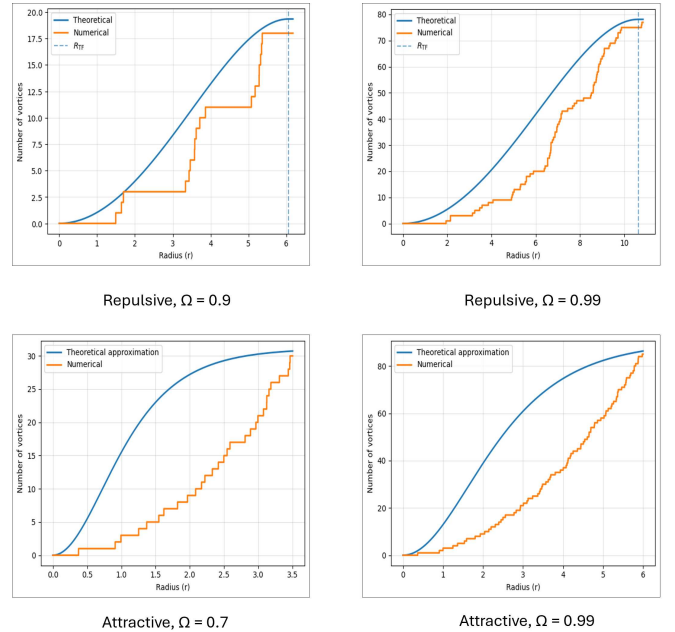 20.0
17.5
15.0
12.5
10.0
7.5
5.0
2.5
0.0
Number of vortices
Theoretical
Numerical
R_TF
0 1 2 3 4 5 6
Radius (r)
80
70
60
50
40
30
20
10
0
Number of vortices
Theoretical
Numerical
R_TF
0 2 4 6 8 10
Radius (r)
Repulsive, Ω = 0.9
Repulsive, Ω = 0.99
30
25
20
15
10
5
0
Number of vortices
Theoretical approximation
Numerical
0.0 0.5 1.0 1.5 2.0 2.5 3.0 3.5
Radius (r)
80
60
40
20
0
Number of vortices
Theoretical approximation
Numerical
0 1 2 3 4 5 6
Radius (r)
Attractive, Ω = 0.7
Attractive, Ω = 0.99